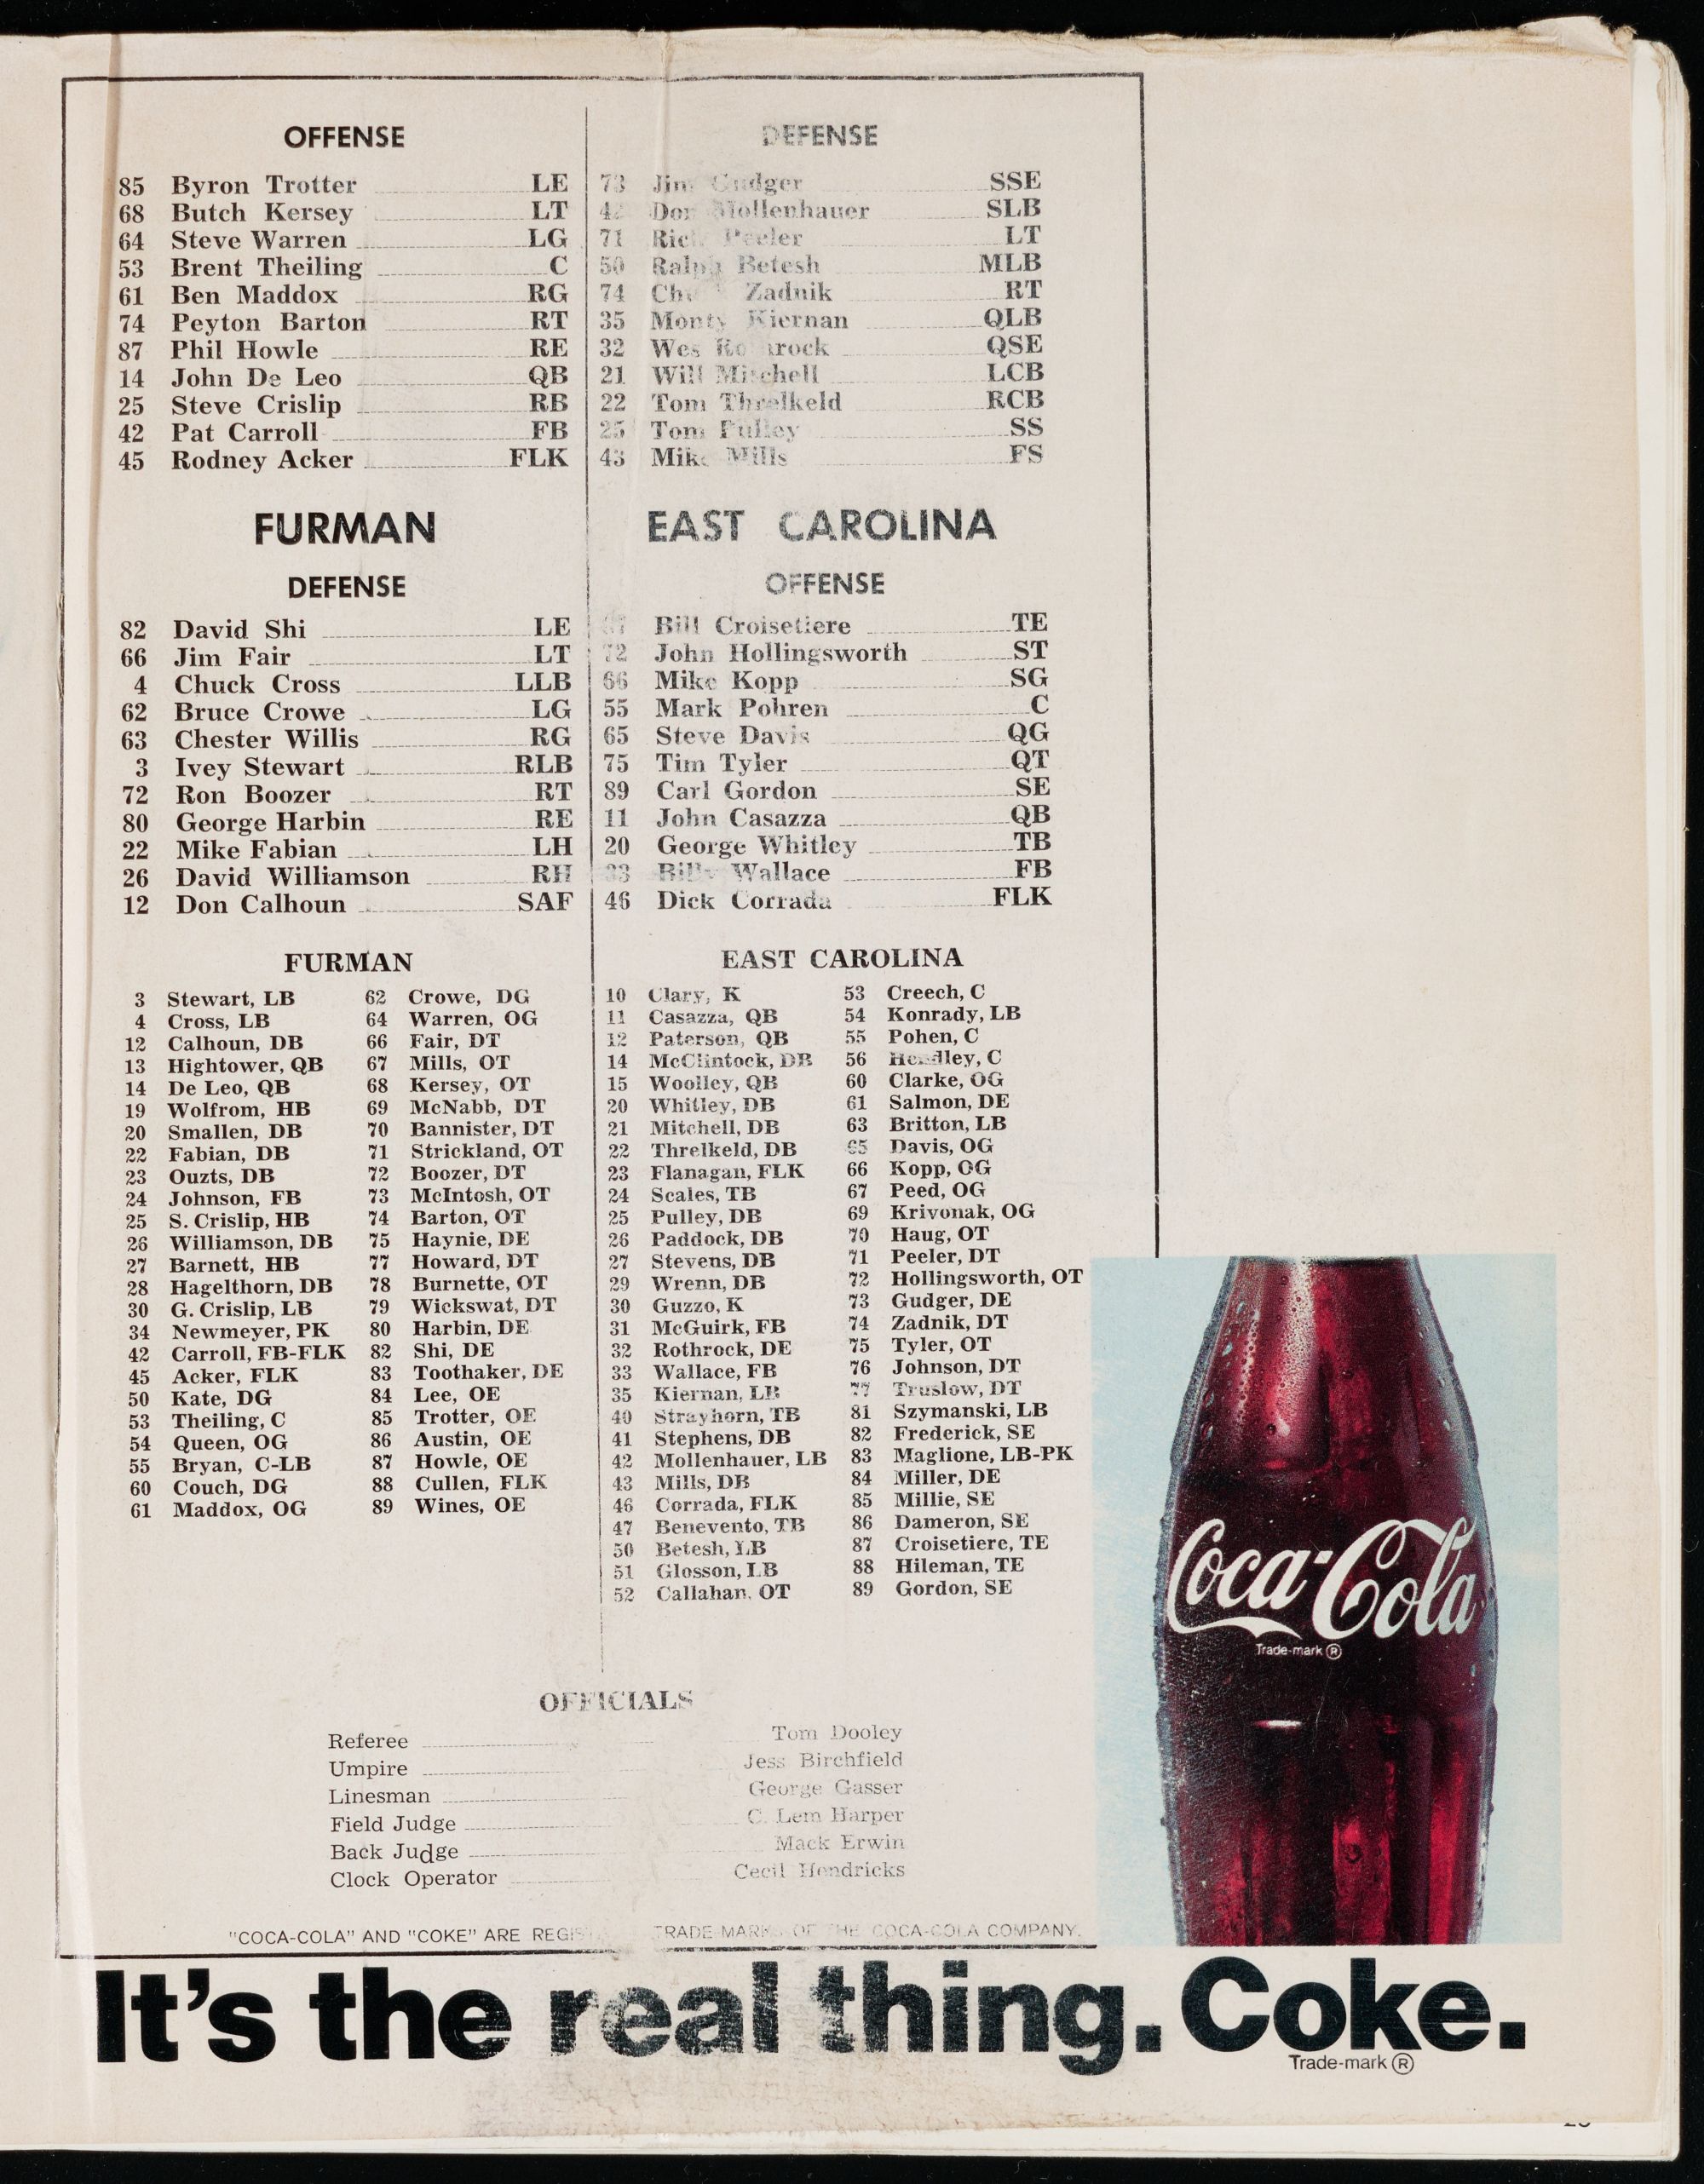 OFFENSE
85 Byron Trotter LE
68 Butch Kersey LT
64 Steve Warren LG
53 Brent Theiling C
61 Ben Maddox RG
74 Peyton Barton RT
87 Phil Howle RE
14 John De Leo QB
25 Steve Crislip RB
42 Pat Carroll FB
45 Rodney Acker FLK
FURMAN
DEFENSE
82 David Shi LE
66 Jim Fair LT
4 Chuck Cross LLB
62 Bruce Crowe LG
63 Chester Willis RG
3 Ivey Stewart RLB
72 Ron Boozer RT
80 George Harbin RE
22 Mike Fabian LH
26 David Williamson RH
12 Don Calhoun SAF
DEFENSE
73 Jim Gudger SSE
42 Don Mollenhauer SLB
71 Rich Peeler LT
50 Ralph Betesh MLB
74 Zadnik RT
35 Monty Kiernan QLB
32 Wes Rothrock QSE
21 Will Mitchell LCB
22 Tom Threlkeld RCB
25 Tom Pulley SS
43 Mike Mills FS
EAST CAROLINA
OFFENSE
87 Bill Croisetiere TE
72 John Hollingsworth ST
66 Mike Kopp SG
55 Mark Pohren C
65 Steve Davis QG
75 Tim Tyler QT
89 Carl Gordon SE
11 John Casazza QB
20 George Whitley TB
33 Billy Wallace FB
46 Dick Corrada FLK
FURMAN
3 Stewart, LB
4 Cross, LB
12 Calhoun, DB
13 Hightower, QB
14 De Leo, QB
19 Wolfrom, HB
20 Smallen, DB
22 Fabian, DB
23 Ouzts, DB
24 Johnson, FB
25 S. Crislip, HB
26 Williamson, DB
27 Barnett, HB
28 Hagelthorn, DB
30 G. Crislip, LB
34 Newmeyer, PK
42 Carroll, FB-FLK
45 Acker, FLK
50 Kate, DG
53 Theiling, C
54 Queen, OG
55 Bryan, C-LB
60 Couch, DG
61 Maddox, OG
62 Crowe, DG
64 Warren, OG
66 Fair, DT
67 Mills, OT
68 Kersey, OT
69 McNabb, DT
70 Bannister, DT
71 Strickland, OT
72 Boozer, DT
73 McIntosh, OT
74 Barton, OT
75 Haynie, DE
77 Howard, DT
78 Burnette, OT
79 Wickswat, DT
80 Harbin, DE
82 Shi, DE
83 Toothaker, DE
84 Lee, OE
85 Trotter, OE
86 Austin, OE
87 Howle, OE
88 Cullen, FLK
89 Wines, OE
EAST CAROLINA
10 Clary, K
11 Casazza, QB
12 Paterson, QB
14 McClintock, DB
15 Woolley, QB
20 Whitley, DB
21 Mitchell, DB
22 Threlkeld, DB
23 Flanagan, FLK
24 Scales, TB
25 Pulley, DB
26 Paddock, DB
27 Stevens, DB
29 Wrenn, DB
30 Guzzo, K
31 McGuirk, FB
32 Rothrock, DE
33 Wallace, FB
35 Kiernan, LB
40 Strayhorn, TB
41 Stephens, DB
42 Mollenhauer, LB
43 Mills, DB
46 Corrada, FLK
47 Benevento, TB
50 Betesh, LB
51 Glosson, LB
52 Callahan, OT
53 Creech, C
54 Konrady, LB
55 Pohen, C
56 Hendley, C
60 Clarke, OG
61 Salmon, DE
63 Britton, LB
65 Davis, OG
66 Kopp, OG
67 Peed, OG
69 Krivonak, OG
70 Haug, OT
71 Peeler, DT
72 Hollingsworth, OT
73 Gudger, DE
74 Zadnik, DT
75 Tyler, OT
76 Johnson, DT
77 Truslow, DT
81 Szymanski, LB
82 Frederick, SE
83 Maglione, LB-PK
84 Miller, DE
85 Millie, SE
86 Dameron, SE
87 Croisetiere, TE
88 Hileman, TE
89 Gordon, SE
Coca-Cola
Trade-mark ®
OFFICIALS
Referee Tom Dooley
Umpire Jess Birchfield
Linesman George Gasser
Field Judge C. Lem Harper
Back Judge Mack Erwin
Clock Operator Cecil Hendricks
"COCA-COLA" AND "COKE" ARE TRADE-MARKS OF THE COCA-COLA COMPANY.
It's the real thing. Coke.
Trade-mark ®